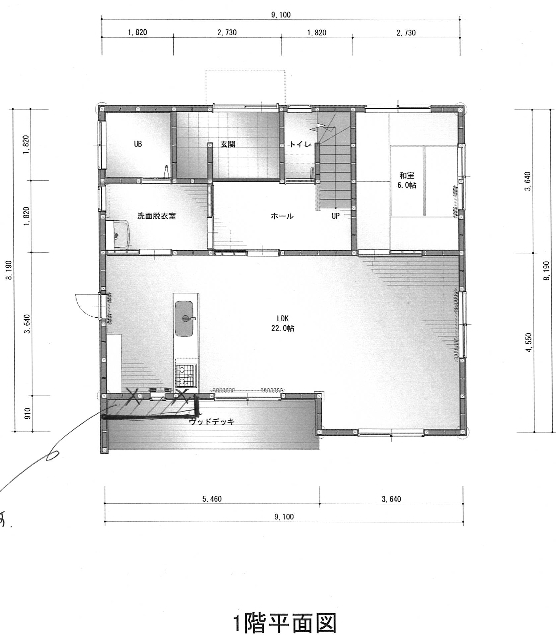 9,100
1,820 2,730 1,820 2,730
UB
玄関
トイレ
和室
6.0帖
洗面脱衣室
ホール
UP
LDK
22.0帖
ウッドデッキ
1,820
1,820
3,640
910
8,190
3,640
4,550
8,190
5,460 3,640
9,100
1階平面図